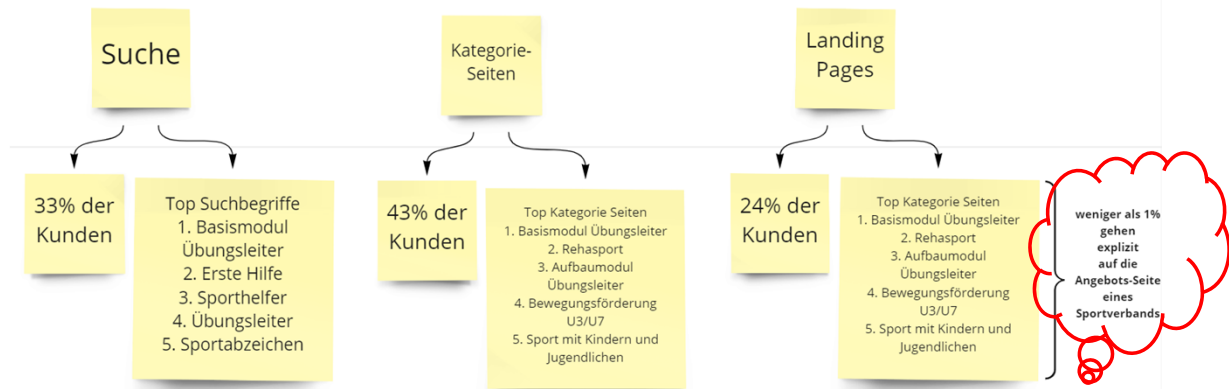 Suche
Kategorie-
Seiten
Landing
Pages
33% der
Kunden
Top Suchbegriffe
1. Basismodul
Übungsleiter
2. Erste Hilfe
3. Sporthelfer
4. Übungsleiter
5. Sportabzeichen
43% der
Kunden
Top Kategorie Seiten
1. Basismodul Übungsleiter
2. Rehasport
3. Aufbaumodul
Übungsleiter
4. Bewegungsförderung
U3/U7
5. Sport mit Kindern und
Jugendlichen
24% der
Kunden
Top Kategorie Seiten
1. Basismodul Übungsleiter
2. Rehasport
3. Aufbaumodul
Übungsleiter
4. Bewegungsförderung
U3/U7
5. Sport mit Kindern und
Jugendlichen
weniger als 1%
gehen
explizit
auf die
Angebots-Seite
eines
Sportverbands